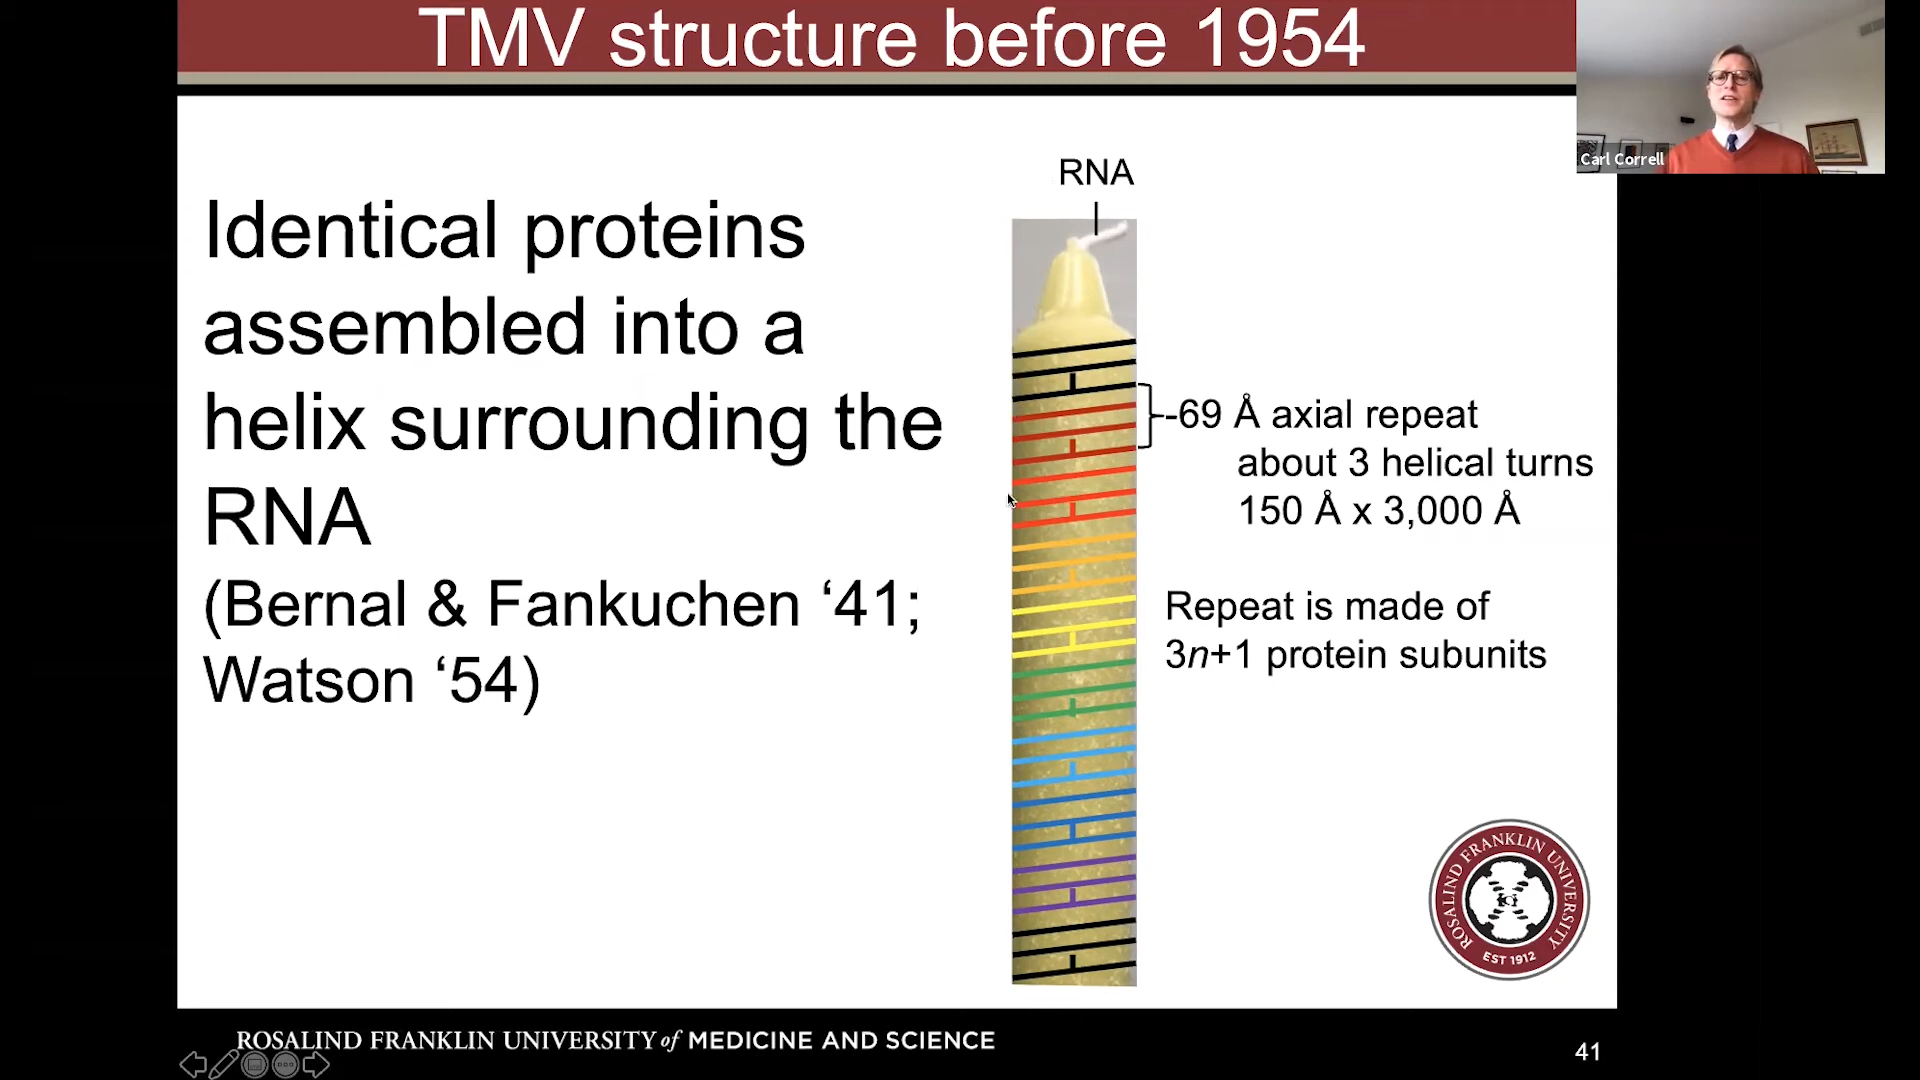 TMV structure before 1954
Carl Correll
RNA
Identical proteins
assembled into a
helix surrounding the
RNA
(Bernal & Fankuchen ‘41;
Watson ‘54)
-69 Å axial repeat
about 3 helical turns
150 Å x 3,000 Å
Repeat is made of
3n+1 protein subunits
ROSALIND FRANKLIN UNIVERSITY
EST 1912
ROSALIND FRANKLIN UNIVERSITY of MEDICINE AND SCIENCE
41